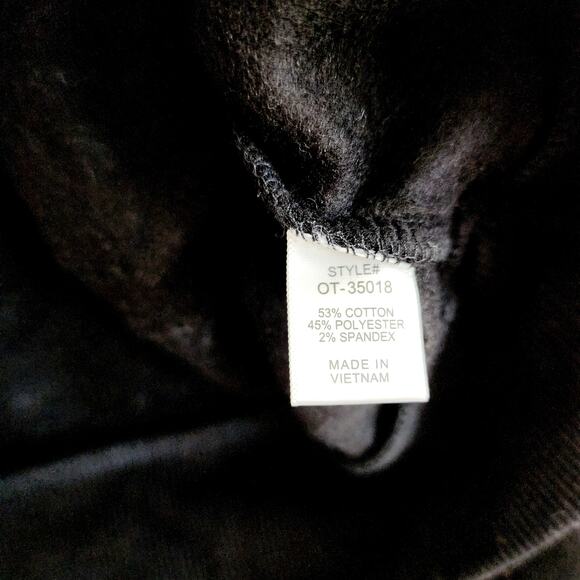 STYLE#
OT-35018
53% COTTON
45% POLYESTER
2% SPANDEX
MADE IN
VIETNAM